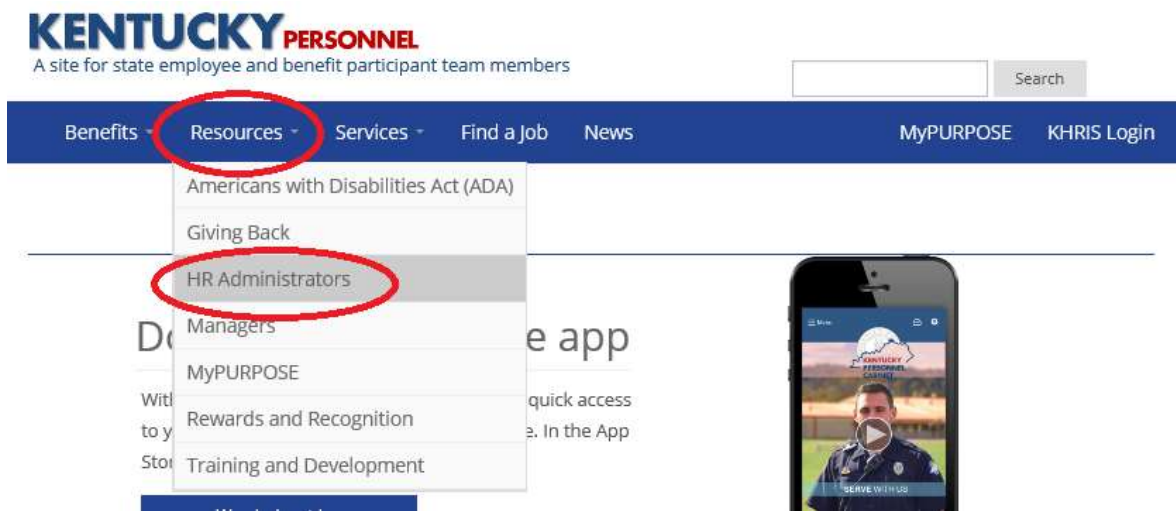 KENTUCKY PERSONNEL
A site for state employee and benefit participant team members
Search
Benefits Resources Services Find a Job News MyPURPOSE KHRIS Login
Americans with Disabilities Act (ADA)
Giving Back
HR Administrators
Managers
MyPURPOSE
Rewards and Recognition
Training and Development
e app
quick access
to y
e. In the App
Menu
KENTUCKY
PERSONNEL
CABINET
SERVE WITH US